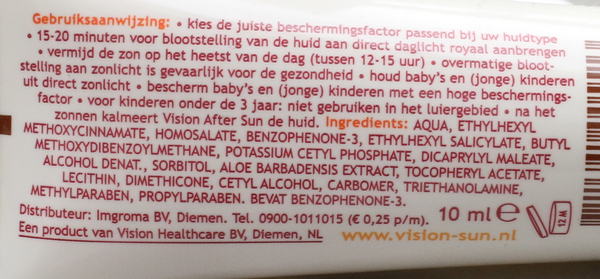 Gebruiksaanwijzing: • kies de juiste beschermingsfactor passend bij uw huidtype
• 15-20 minuten voor blootstelling van de huid aan direct daglicht royaal aanbrengen
• vermijd de zon op het heetst van de dag (tussen 12-15 uur) • overmatige bloot-
stelling aan zonlicht is gevaarlijk voor de gezondheid • houd baby's en (jonge) kinderen
uit direct zonlicht • bescherm baby's en (jonge) kinderen met een hoge beschermings-
factor • voor kinderen onder de 3 jaar: niet gebruiken in het luiergebied • na het
zonnen kalmeert Vision After Sun de huid. Ingredients: AQUA, ETHYLHEXYL
METHOXYCINNAMATE, HOMOSALATE, BENZOPHENONE-3, ETHYLHEXYL SALICYLATE, BUTYL
METHOXYDIBENZOYLMETHANE, POTASSIUM CETYL PHOSPHATE, DICAPRYLYL MALEATE,
ALCOHOL DENAT., SORBITOL, ALOE BARBADENSIS EXTRACT, TOCOPHERYL ACETATE,
LECITHIN, DIMETHICONE, CETYL ALCOHOL, CARBOMER, TRIETHANOLAMINE,
METHYLPARABEN, PROPYLPARABEN. BEVAT BENZOPHENONE-3.
Distributeur: Imgroma BV, Diemen. Tel. 0900-1011015 (€ 0,25 p/m). 10 ml e 12 M
Een product van Vision Healthcare BV, Diemen, NL www.vision-sun.nl